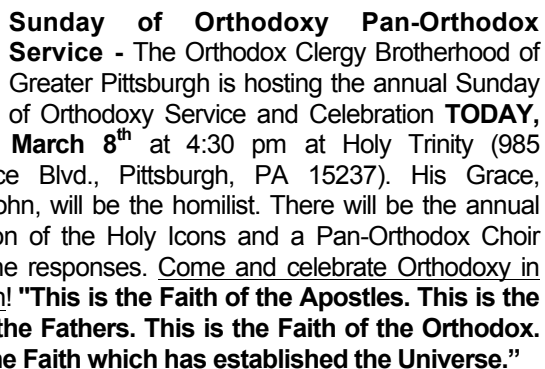 Sunday of Orthodoxy Pan-Orthodox
Service - The Orthodox Clergy Brotherhood of
Greater Pittsburgh is hosting the annual Sunday
of Orthodoxy Service and Celebration TODAY,
March 8th at 4:30 pm at Holy Trinity (985
Blvd., Pittsburgh, PA 15237). His Grace,
will be the homilist. There will be the annual
of the Holy Icons and a Pan-Orthodox Choir
responses. Come and celebrate Orthodoxy in
! "This is the Faith of the Apostles. This is the
the Fathers. This is the Faith of the Orthodox.
Faith which has established the Universe.”